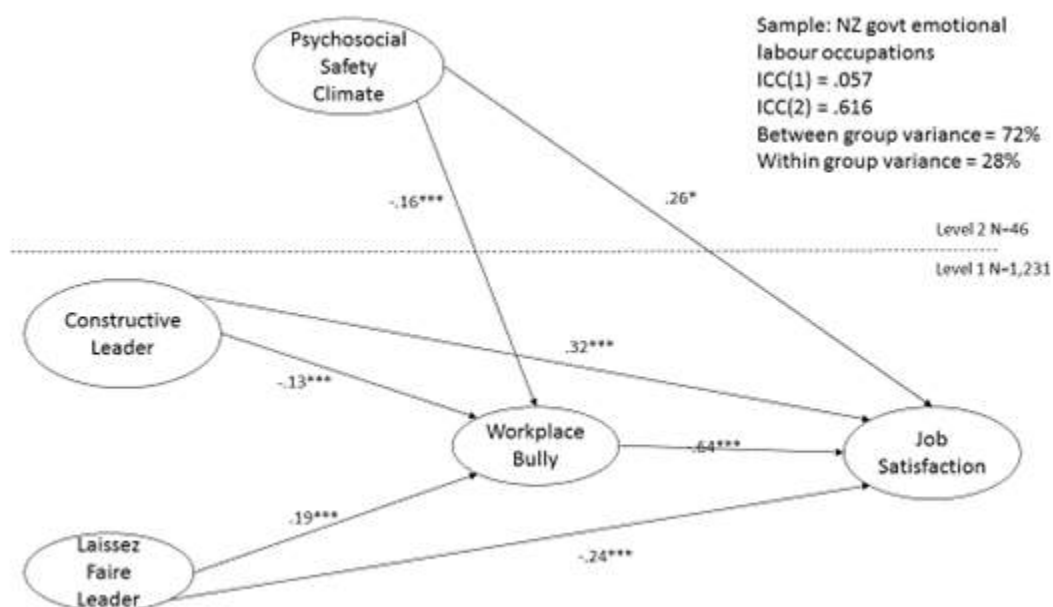 Psychosocial
Safety
Climate
Sample: NZ govt emotional
labour occupations
ICC(1) = .057
ICC(2) = .616
Between group variance = 72%
Within group variance = 28%
-.16***
.26*
Level 2 N=46
Level 1 N=1,231
Constructive
Leader
.32***
-.13***
Workplace
Bully
-.64***
Job
Satisfaction
.19***
Laissez
Faire
Leader
-.24***